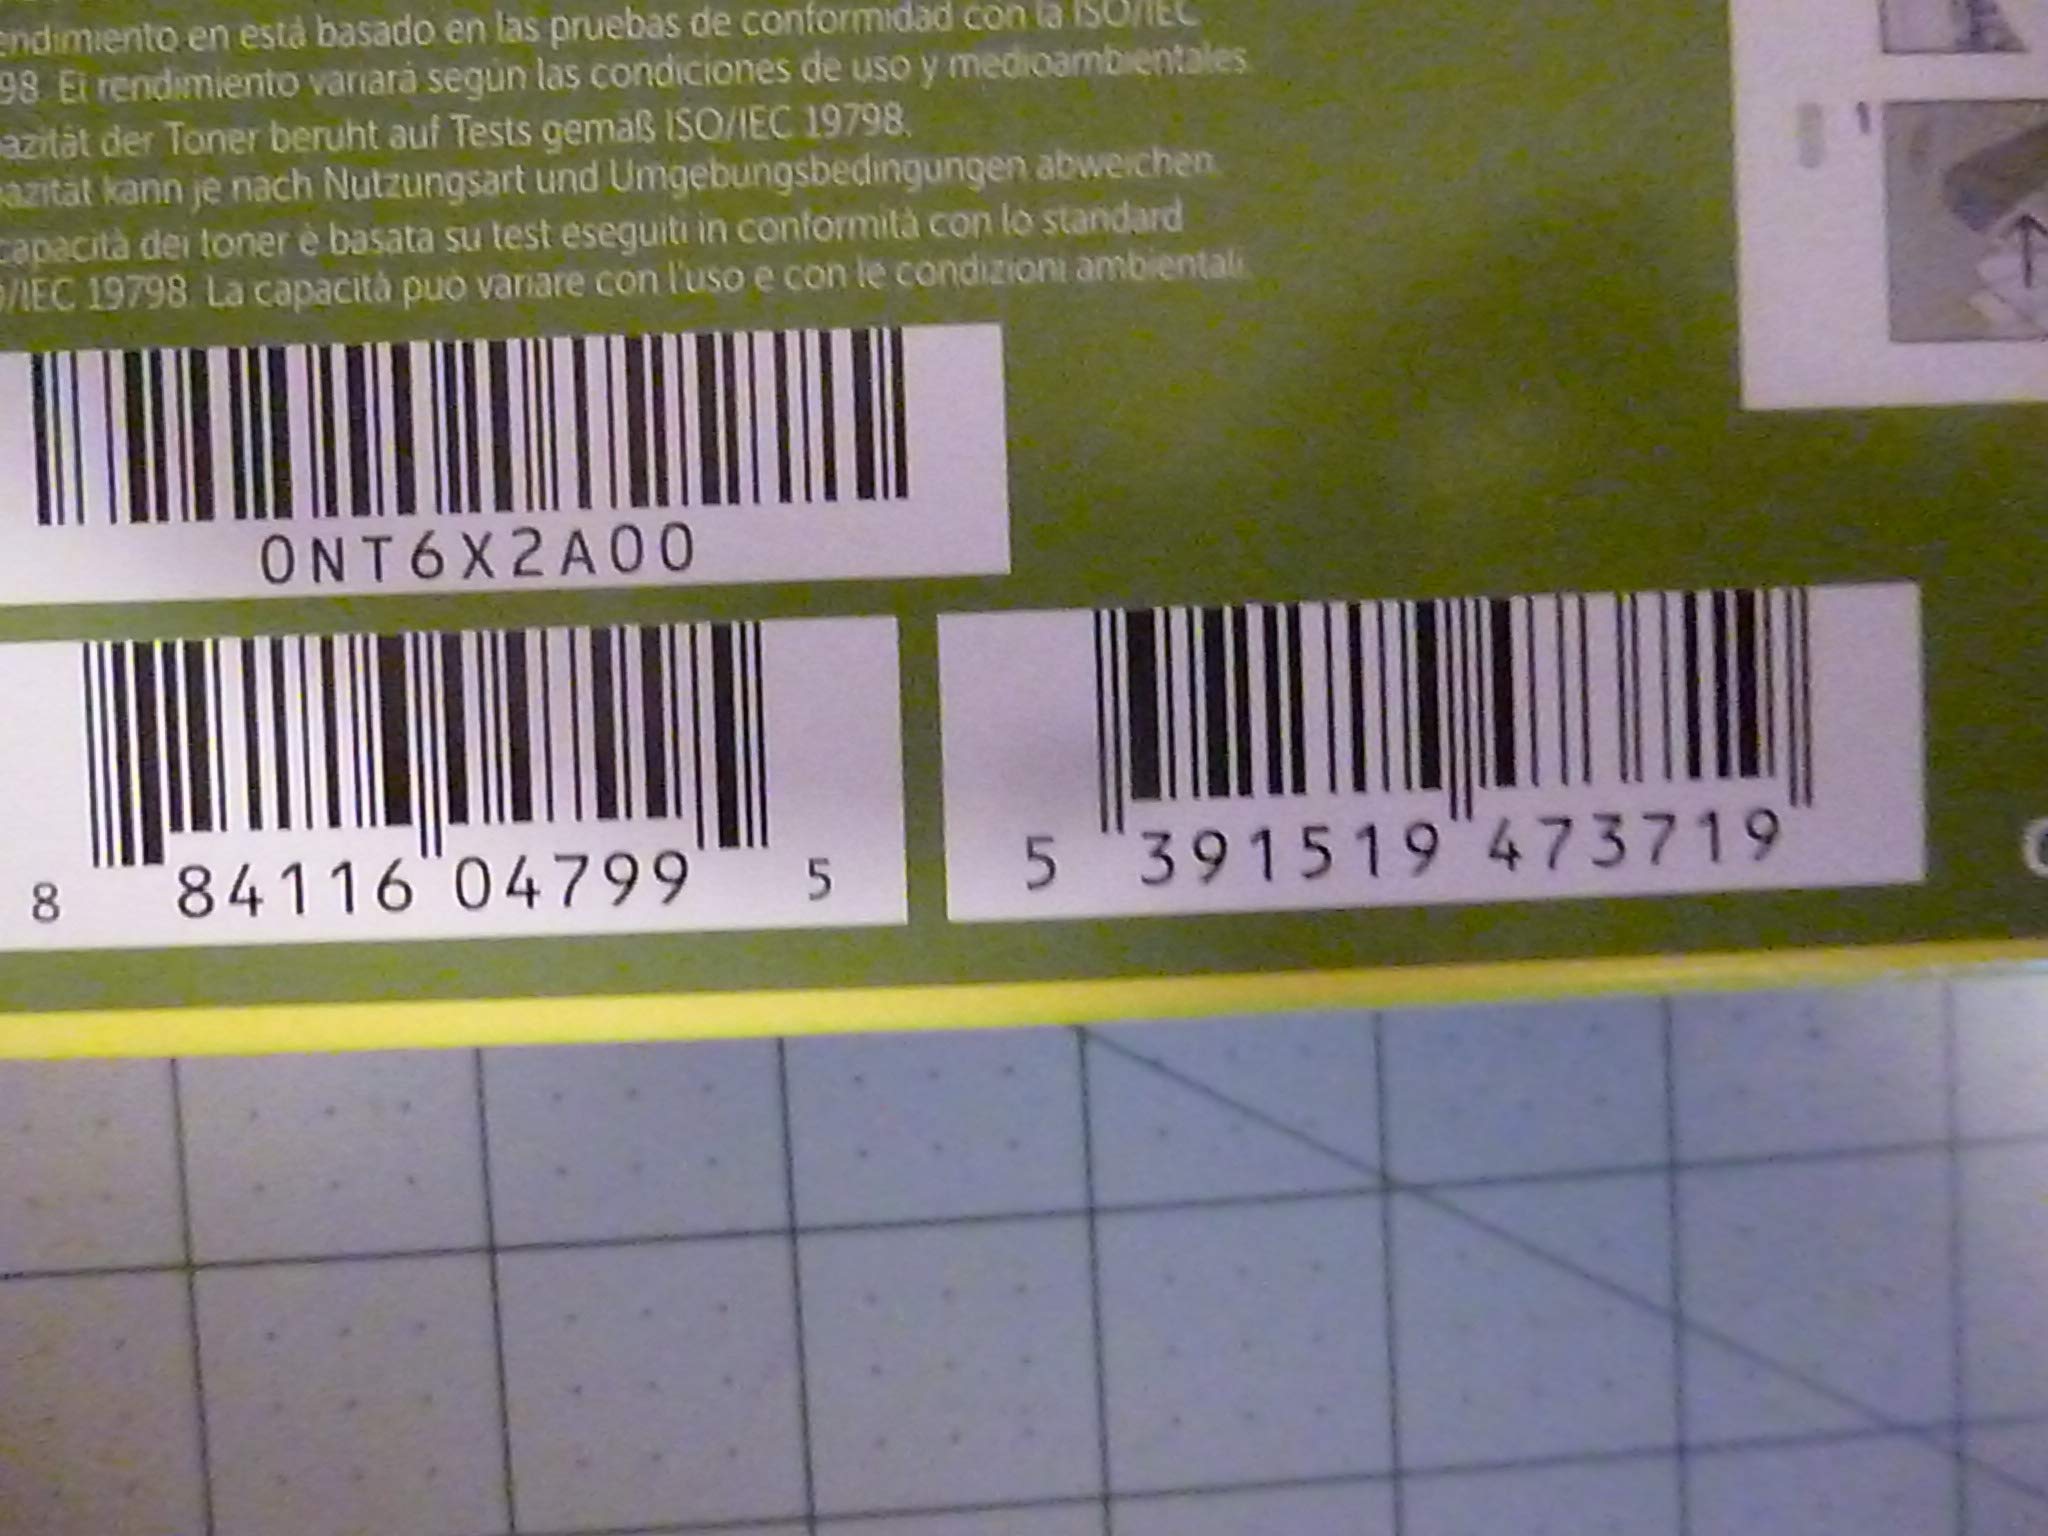 rendimiento en está basado en las pruebas de conformidad con la ISO/IEC
98. El rendimiento variará según las condiciones de uso y medioambientales.
azität der Toner beruht auf Tests gemäß ISO/IEC 19798.
azität kann je nach Nutzungsart und Umgebungsbedingungen abweichen.
capacità dei toner è basata su test eseguiti in conformità con lo standard
/IEC 19798. La capacità può variare con l'uso e con le condizioni ambientali.
1
0NT6X2A00
8 84116 04799 5
5 391519 473719